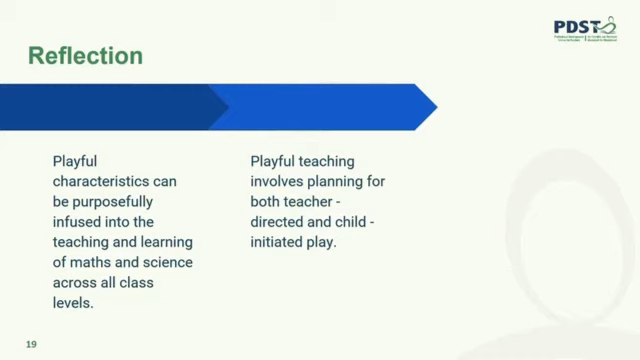 PDST
Reflection
Playful
characteristics can
be purposefully
infused into the
teaching and learning
of maths and science
across all class
levels.
Playful teaching
involves planning for
both teacher -
directed and child -
initiated play.
19